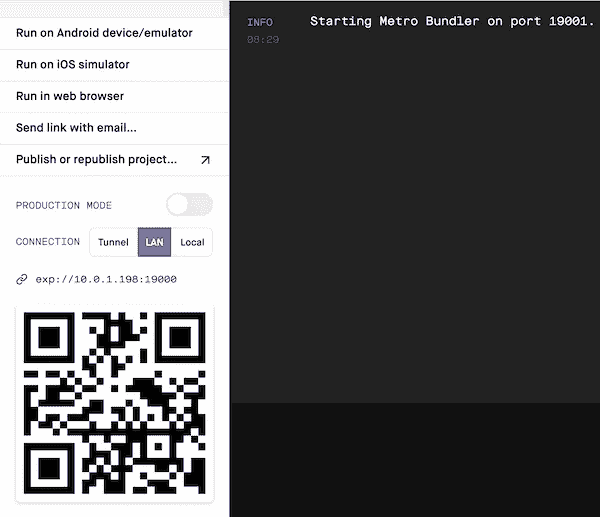 Run on Android device/emulator
Run on iOS simulator
Run in web browser
Send link with email...
Publish or republish project...
PRODUCTION MODE
CONNECTION Tunnel LAN Local
exp://10.0.1.198:19000
INFO Starting Metro Bundler on port 19001.
08:29